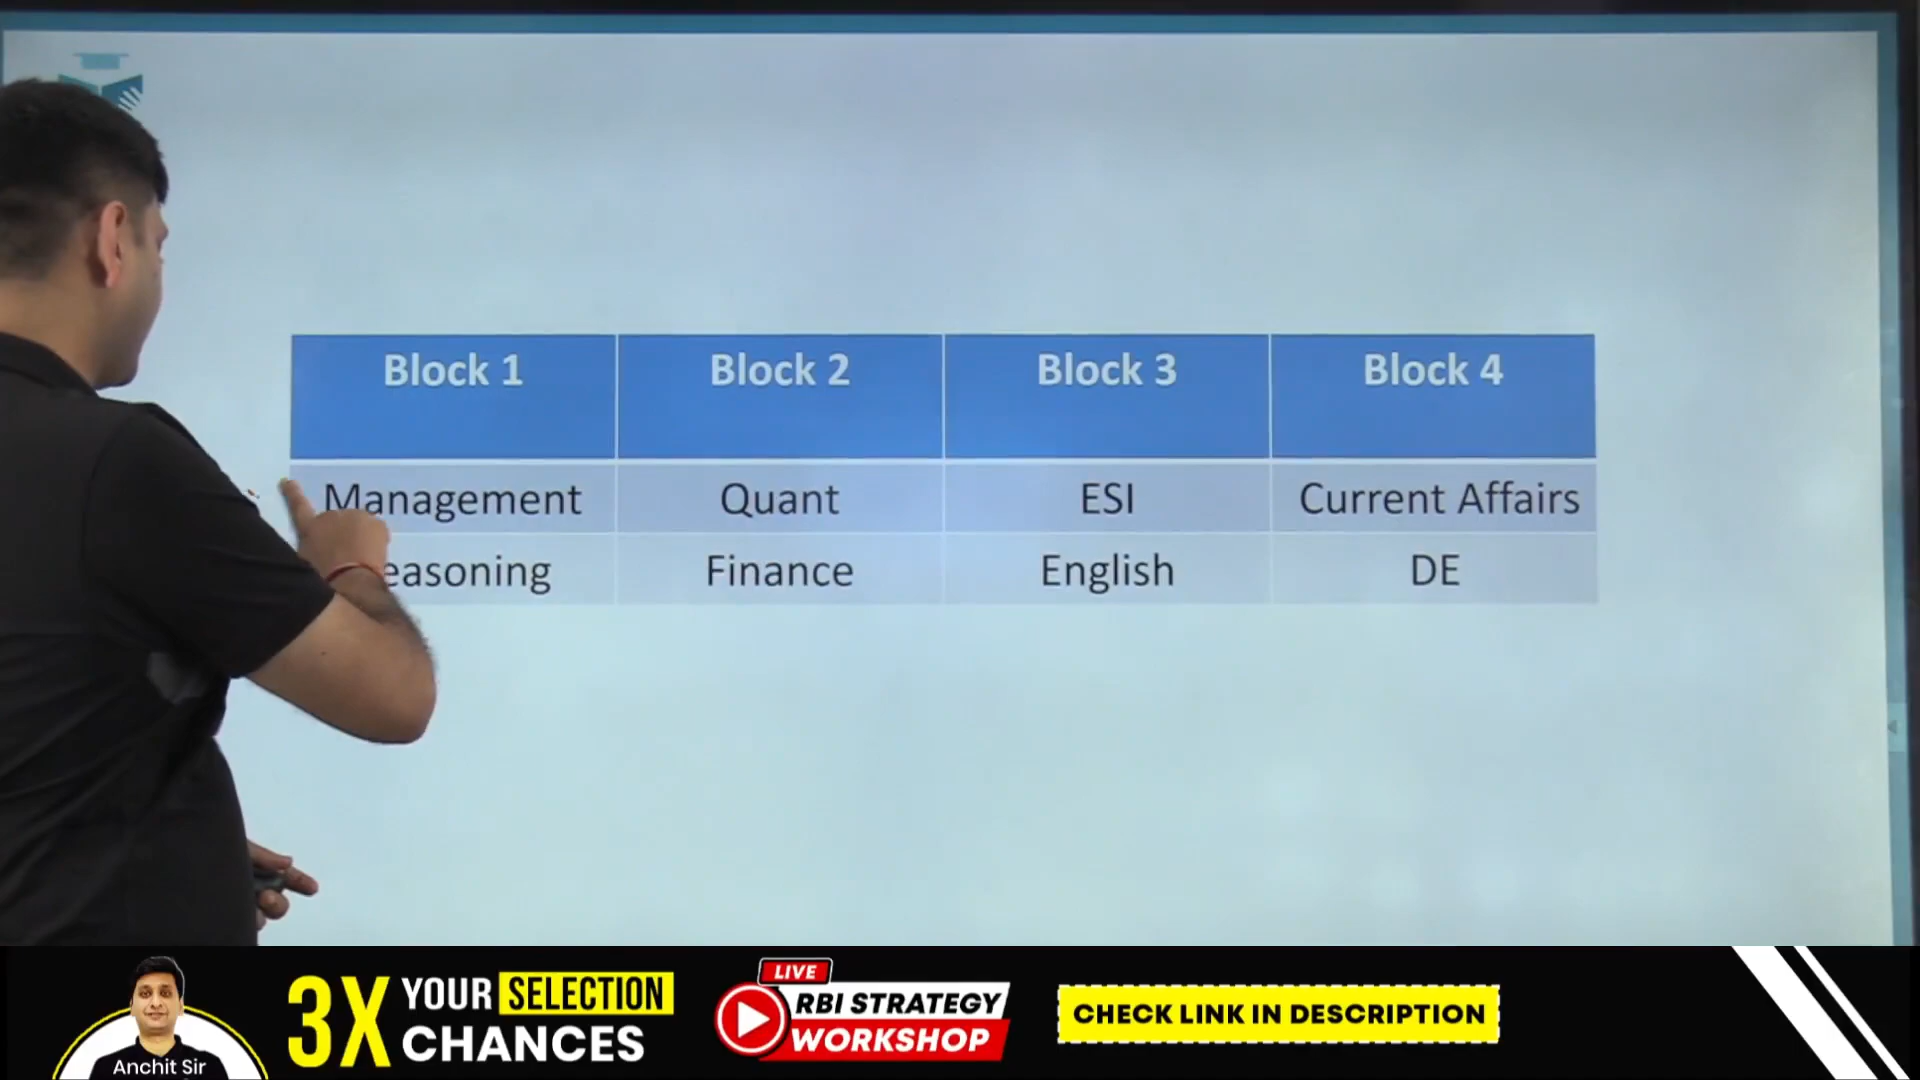 Block 1 Block 2 Block 3 Block 4
Management Quant ESI Current Affairs
easoning Finance English DE
3X YOUR SELECTION CHANCES
LIVE
RBI STRATEGY
WORKSHOP
CHECK LINK IN DESCRIPTION
Anchit Sir